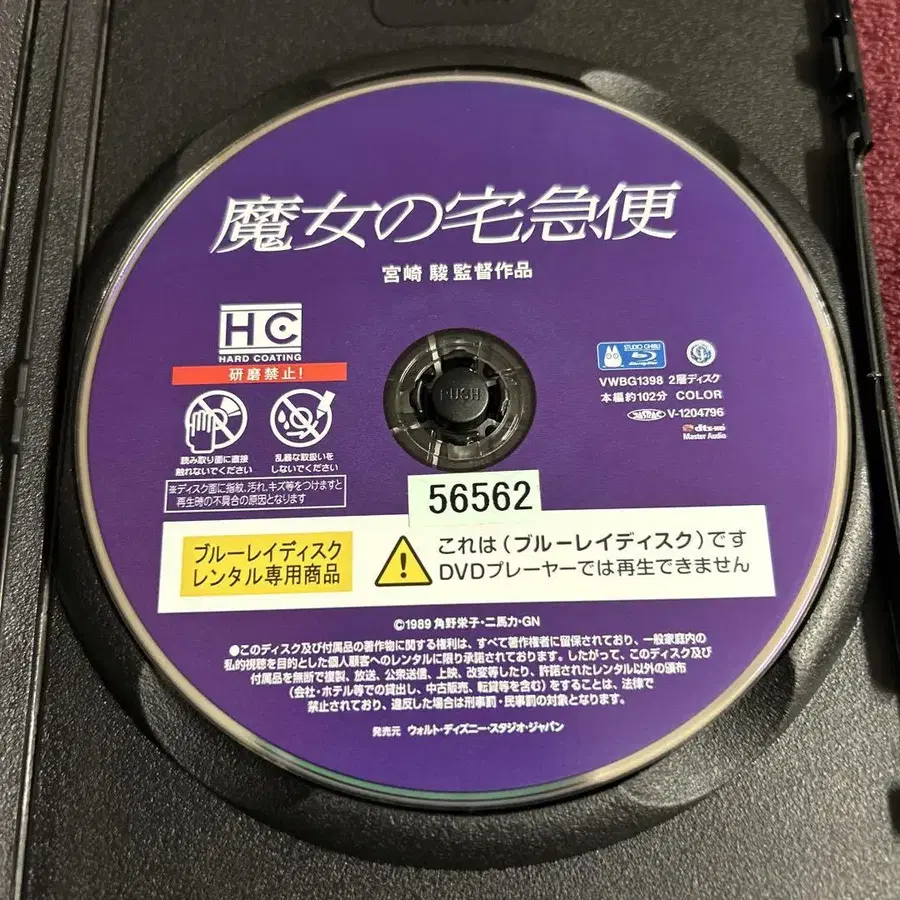 魔女の宅急便
宮崎 駿 監督作品
HC
HARD COATING
研磨禁止!
読み取り面に直接
触れないでください
乱暴な取扱いを
しないでください
※ディスク面に指紋、汚れ、キズ等をつけますと
再生時の不具合の原因となります
PUSH
STUDIO GHIBLI
VWBG1398 2層ディスク
本編約102分 COLOR
JASRAC V-1204796
dts-HD
Master Audio
56562
ブルーレイディスク
レンタル専用商品
これは(ブルーレイディスク)です
DVDプレーヤーでは再生できません
©1989 角野栄子・二馬力・GN
●このディスク及び付属品の著作物に関する権利は、すべて著作権者に留保されており、一般家庭内の
私的視聴を目的とした個人顧客へのレンタルに限り承諾されております。したがって、このディスク及び
付属品を無断で複製、放送、公衆送信、上映、改変等したり、許諾されたレンタル以外の頒布
(会社・ホテル等での貸出し、中古販売、転貸等を含む)をすることは、法律で
禁止されており、違反した場合は刑事罰・民事罰の対象となります。
発売元 ウォルト・ディズニー・スタジオ・ジャパン